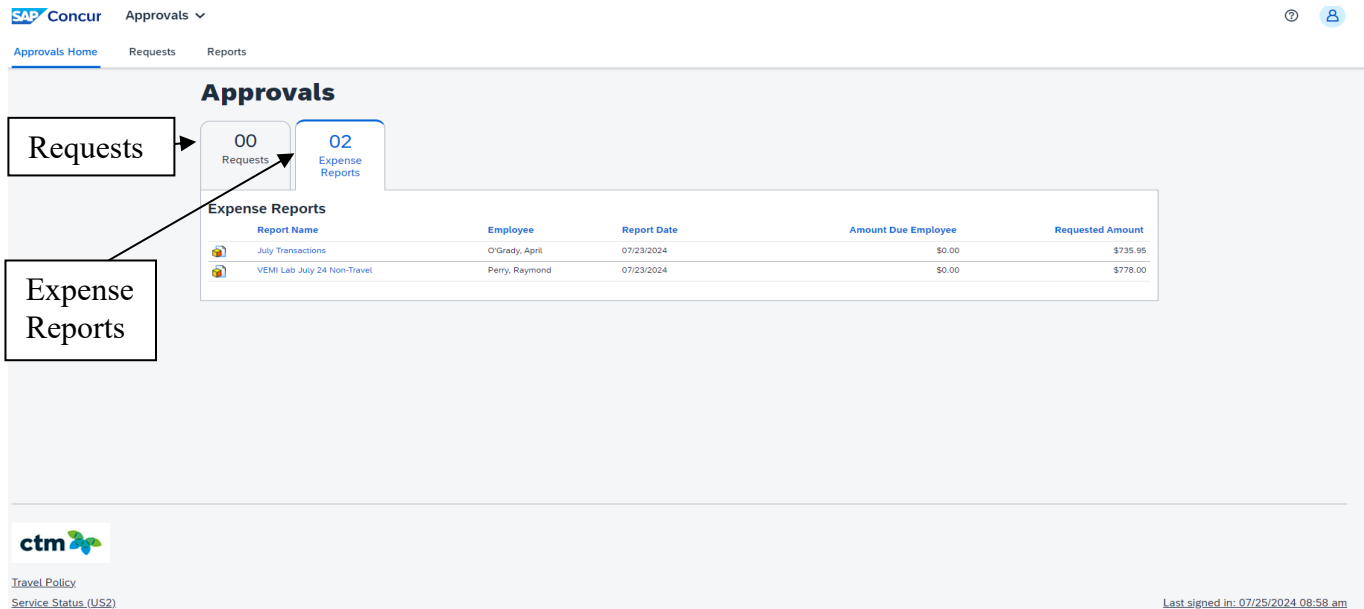 SAP Concur Approvals
Approvals Home Requests Reports
Approvals
Requests
00
Requests
02
Expense
Reports
Expense Reports
Report Name Employee Report Date Amount Due Employee Requested Amount
July Transactions O'Grady, April 07/23/2024 $0.00 $735.95
VEMI Lab July 24 Non-Travel Perry, Raymond 07/23/2024 $0.00 $778.00
Expense
Reports
ctm
Travel Policy
Service Status (US2) Last signed in: 07/25/2024 08:58 am